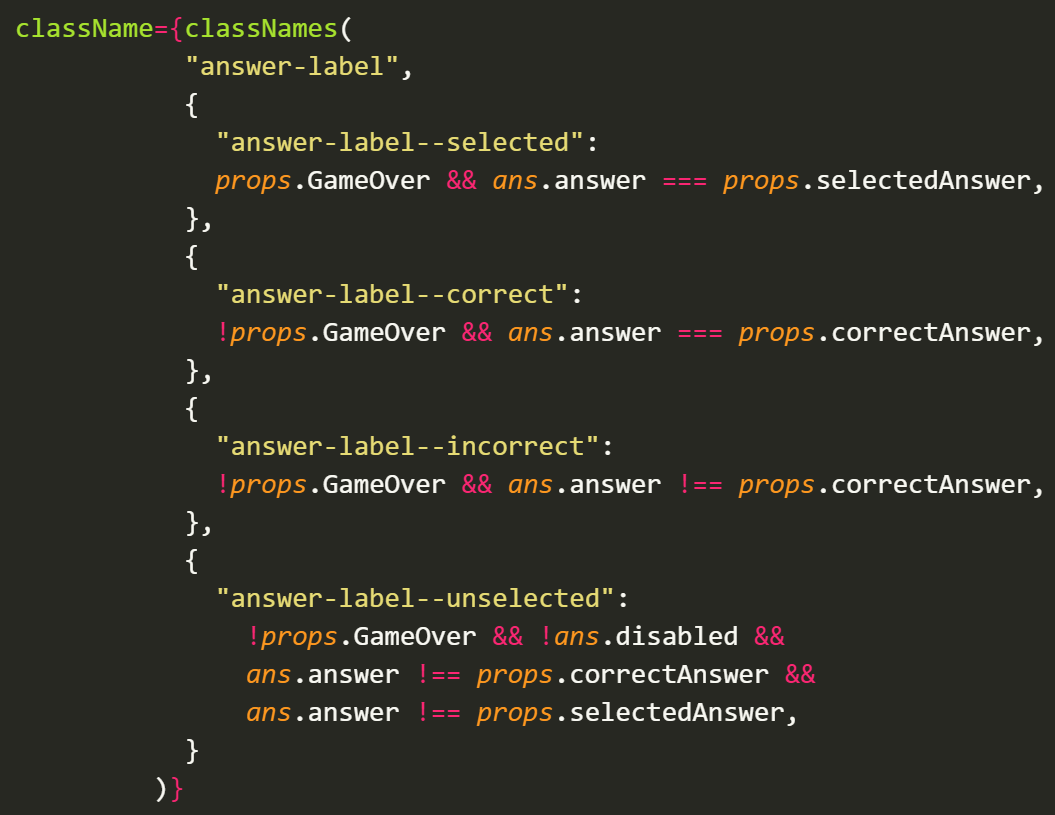 className={classNames(
"answer-label",
{
"answer-label--selected":
props.GameOver && ans.answer === props.selectedAnswer,
},
{
"answer-label--correct":
!props.GameOver && ans.answer === props.correctAnswer,
},
{
"answer-label--incorrect":
!props.GameOver && ans.answer !== props.correctAnswer,
},
{
"answer-label--unselected":
!props.GameOver && !ans.disabled &&
ans.answer !== props.correctAnswer &&
ans.answer !== props.selectedAnswer,
}
)}